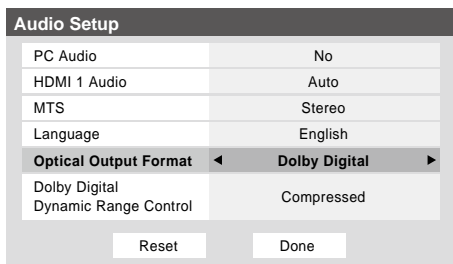 Audio Setup
PC Audio No
HDMI 1 Audio Auto
MTS Stereo
Language English
Optical Output Format Dolby Digital
Dolby Digital
Dynamic Range Control Compressed
Reset Done